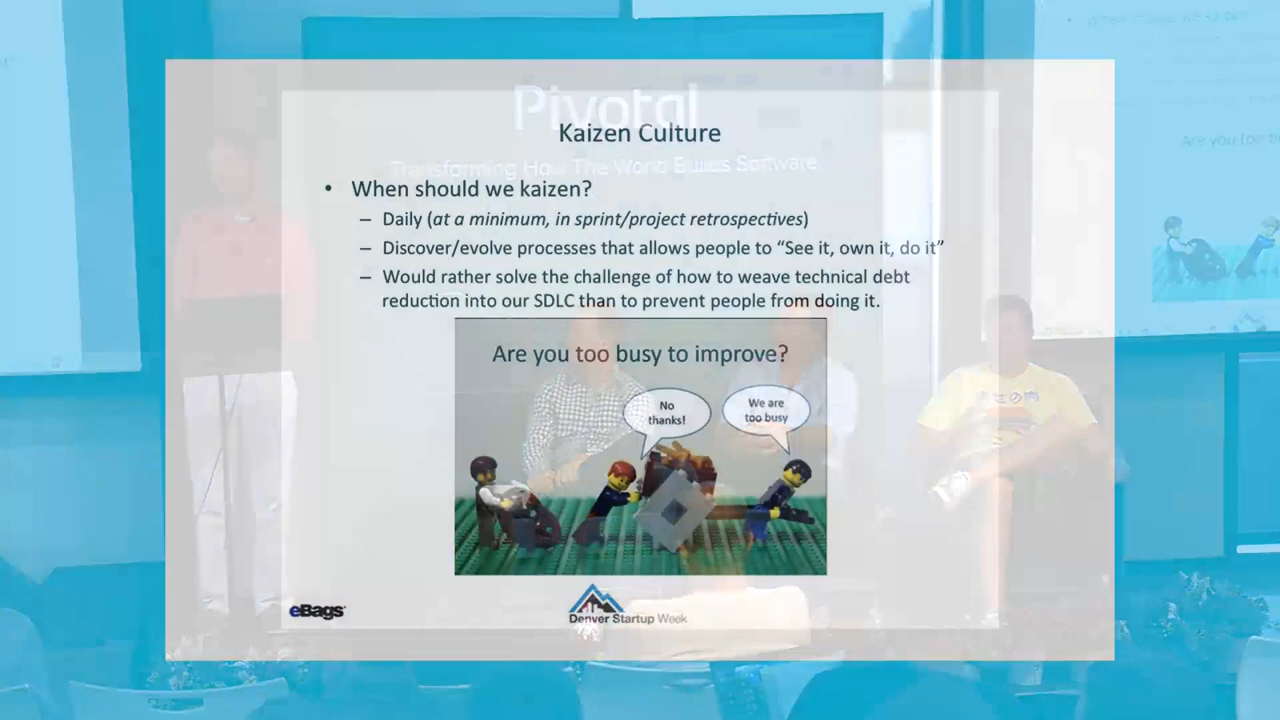 Pivotal
Transforming How The World Builds Software
Kaizen Culture
• When should we kaizen?
– Daily (at a minimum, in sprint/project retrospectives)
– Discover/evolve processes that allows people to “See it, own it, do it”
– Would rather solve the challenge of how to weave technical debt
reduction into our SDLC than to prevent people from doing it.
Are you too busy to improve?
No
thanks!
We are
too busy
Are you too
eBags
Denver Startup Week